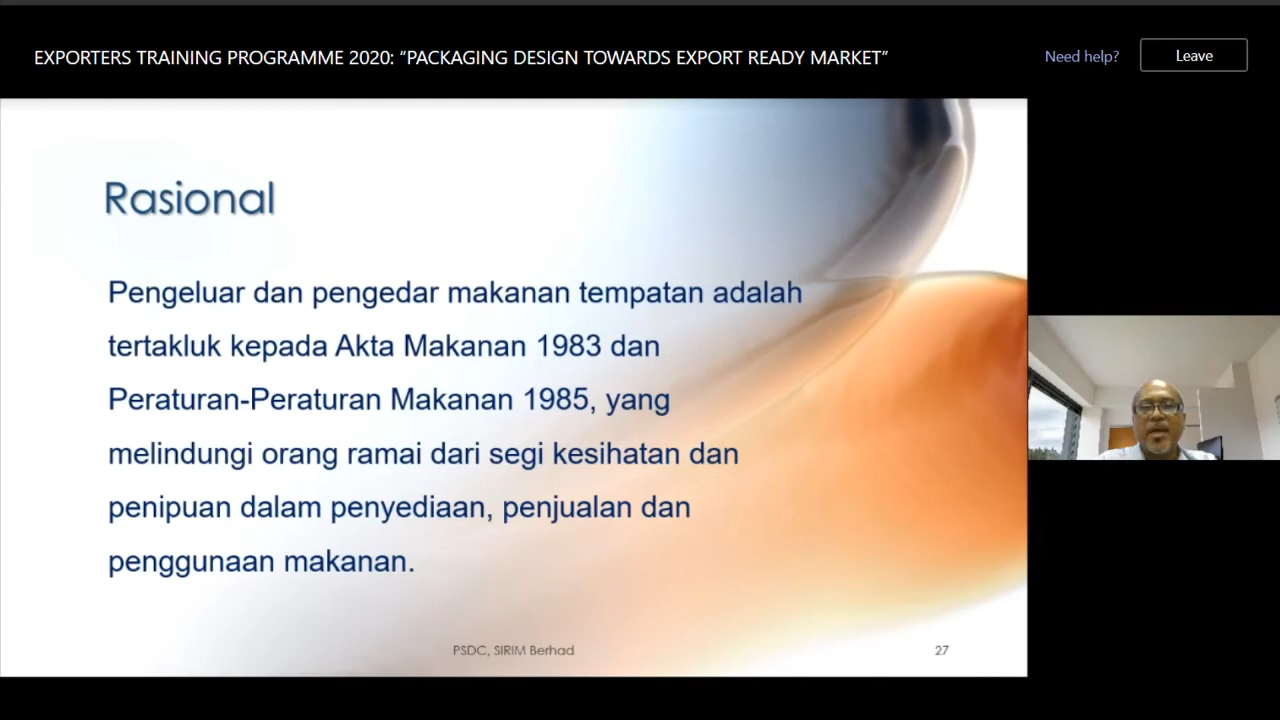 EXPORTERS TRAINING PROGRAMME 2020: “PACKAGING DESIGN TOWARDS EXPORT READY MARKET”
Need help?
Leave
Rasional
Pengeluar dan pengedar makanan tempatan adalah
tertakluk kepada Akta Makanan 1983 dan
Peraturan-Peraturan Makanan 1985, yang
melindungi orang ramai dari segi kesihatan dan
penipuan dalam penyediaan, penjualan dan
penggunaan makanan.
PSDC, SIRIM Berhad
27